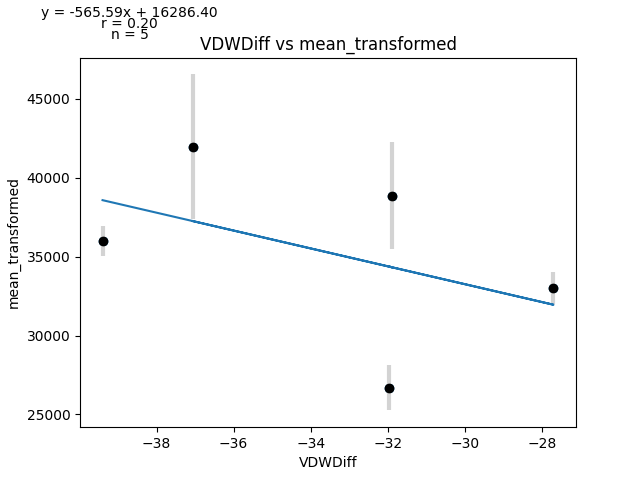 y = -565.59x + 16286.40
r = 0.20
n = 5
VDWDiff vs mean_transformed
45000
40000
35000
30000
25000
mean_transformed
−38
−36
−34
−32
−30
−28
VDWDiff